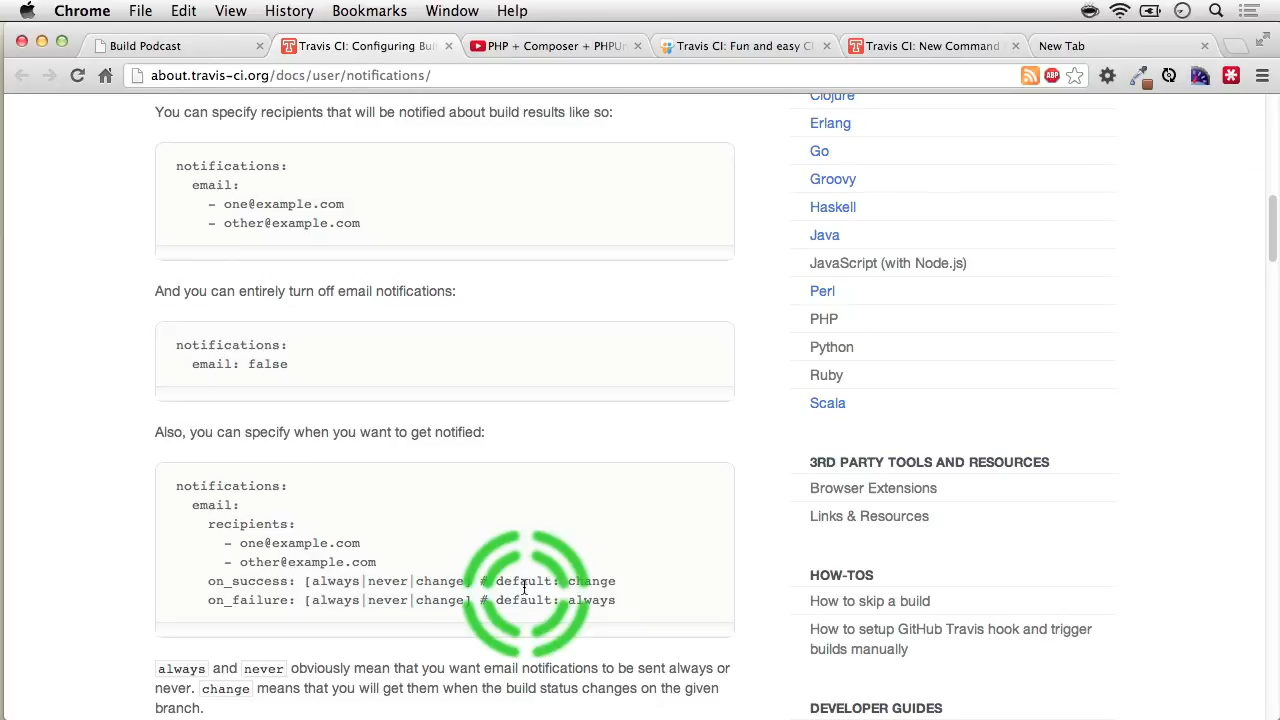 Chrome File Edit View History Bookmarks Window Help
Build Podcast
Travis CI: Configuring Bui
PHP + Composer + PHPUn
Travis CI: Fun and easy C
Travis CI: New Command
New Tab
about.travis-ci.org/docs/user/notifications/
ABP
You can specify recipients that will be notified about build results like so:
notifications:
email:
- one@example.com
- other@example.com
And you can entirely turn off email notifications:
notifications:
email: false
Also, you can specify when you want to get notified:
notifications:
email:
recipients:
- one@example.com
- other@example.com
on_success: [always|never|change] # default: change
on_failure: [always|never|change] # default: always
always and never obviously mean that you want email notifications to be sent always or
never. change means that you will get them when the build status changes on the given
branch.
Clojure
Erlang
Go
Groovy
Haskell
Java
JavaScript (with Node.js)
Perl
PHP
Python
Ruby
Scala
3RD PARTY TOOLS AND RESOURCES
Browser Extensions
Links & Resources
HOW-TOS
How to skip a build
How to setup GitHub Travis hook and trigger
builds manually
DEVELOPER GUIDES